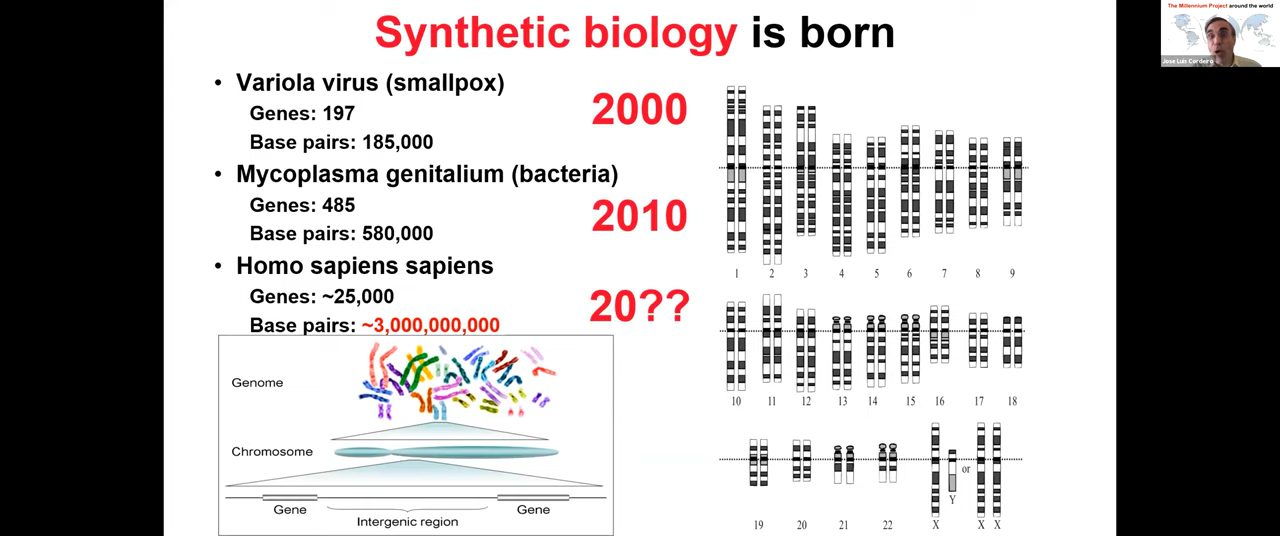 Synthetic biology is born
• Variola virus (smallpox)
Genes: 197
Base pairs: 185,000
2000
• Mycoplasma genitalium (bacteria)
Genes: 485
Base pairs: 580,000
2010
• Homo sapiens sapiens
Genes: ~25,000
Base pairs: ~3,000,000,000
20??
Genome
Chromosome
Gene
Intergenic region
Gene
1 2 3 4 5 6 7 8 9
10 11 12 13 14 15 16 17 18
19 20 21 22 X Y or X X
The Millennium Project around the world
Jose Luis Cordeiro